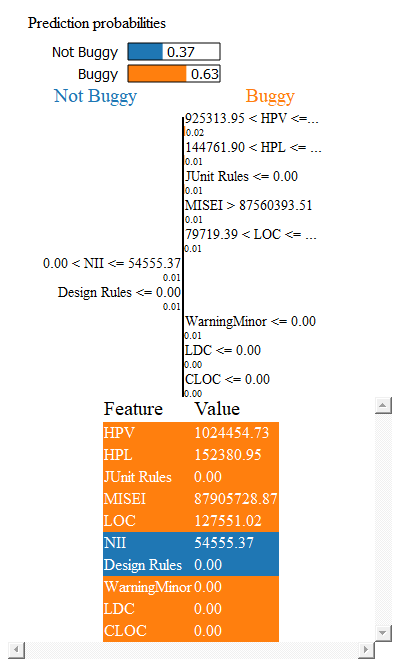 Prediction probabilities
Not Buggy 0.37
Buggy 0.63
Not Buggy Buggy
925313.95 < HPV <=...
0.02
144761.90 < HPL <= ...
0.01
JUnit Rules <= 0.00
0.01
MISEI > 87560393.51
0.01
79719.39 < LOC <= ...
0.01
0.00 < NII <= 54555.37
0.01
Design Rules <= 0.00
0.01
WarningMinor <= 0.00
0.01
LDC <= 0.00
0.00
CLOC <= 0.00
0.00
Feature Value
HPV 1024454.73
HPL 152380.95
JUnit Rules 0.00
MISEI 87905728.87
LOC 127551.02
NII 54555.37
Design Rules 0.00
WarningMinor 0.00
LDC 0.00
CLOC 0.00